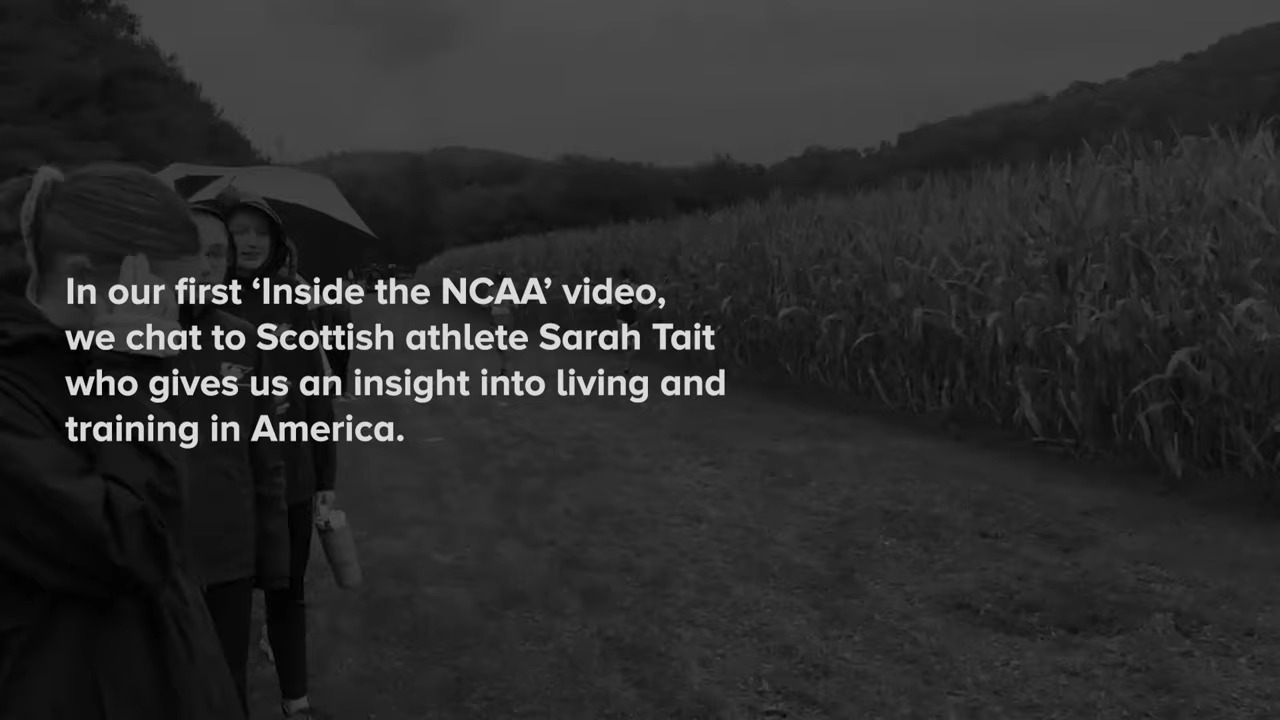 In our first ‘Inside the NCAA’ video,
we chat to Scottish athlete Sarah Tait
who gives us an insight into living and
training in America.